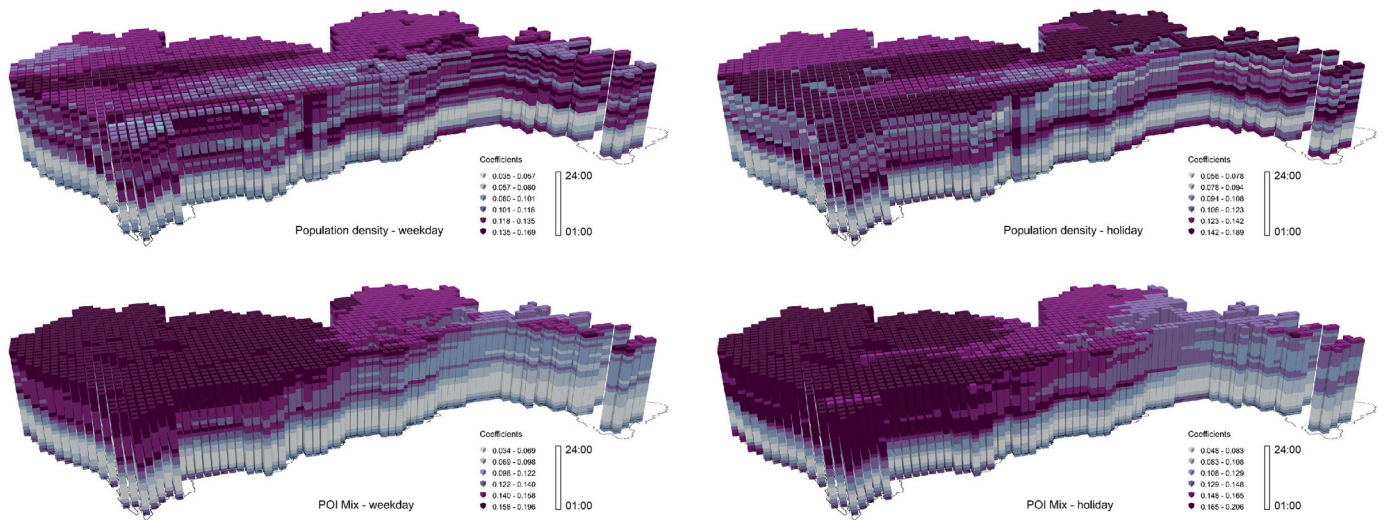 Coefficients
0.035 - 0.057
0.057 - 0.080
0.080 - 0.101
0.101 - 0.118
0.118 - 0.135
0.135 - 0.169
24:00
01:00
Population density - weekday
Coefficients
0.056 - 0.078
0.078 - 0.094
0.094 - 0.108
0.108 - 0.123
0.123 - 0.142
0.142 - 0.189
24:00
01:00
Population density - holiday
Coefficients
0.034 - 0.069
0.069 - 0.098
0.098 - 0.122
0.122 - 0.140
0.140 - 0.158
0.158 - 0.196
24:00
01:00
POI Mix - weekday
Coefficients
0.048 - 0.083
0.083 - 0.108
0.108 - 0.129
0.129 - 0.148
0.148 - 0.165
0.165 - 0.206
24:00
01:00
POI Mix - holiday